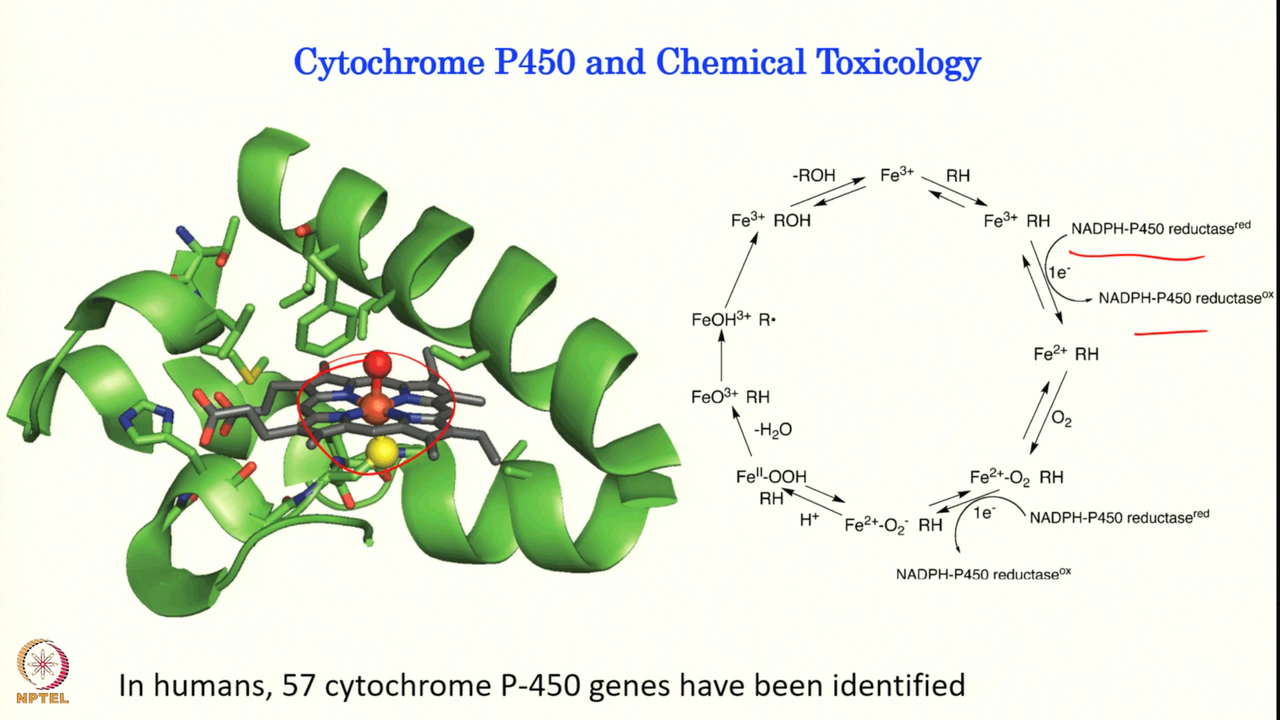 Cytochrome P450 and Chemical Toxicology
-ROH
Fe³⁺
RH
Fe³⁺ ROH
Fe³⁺ RH
NADPH-P450 reductaseʳᵉᵈ
1e⁻
NADPH-P450 reductaseᵒˣ
FeOH³⁺ R•
Fe²⁺ RH
FeO³⁺ RH
O₂
-H₂O
Feᴵᴵ-OOH
RH
Fe²⁺-O₂ RH
H⁺
Fe²⁺-O₂⁻ RH
1e⁻
NADPH-P450 reductaseʳᵉᵈ
NADPH-P450 reductaseᵒˣ
NPTEL
In humans, 57 cytochrome P-450 genes have been identified